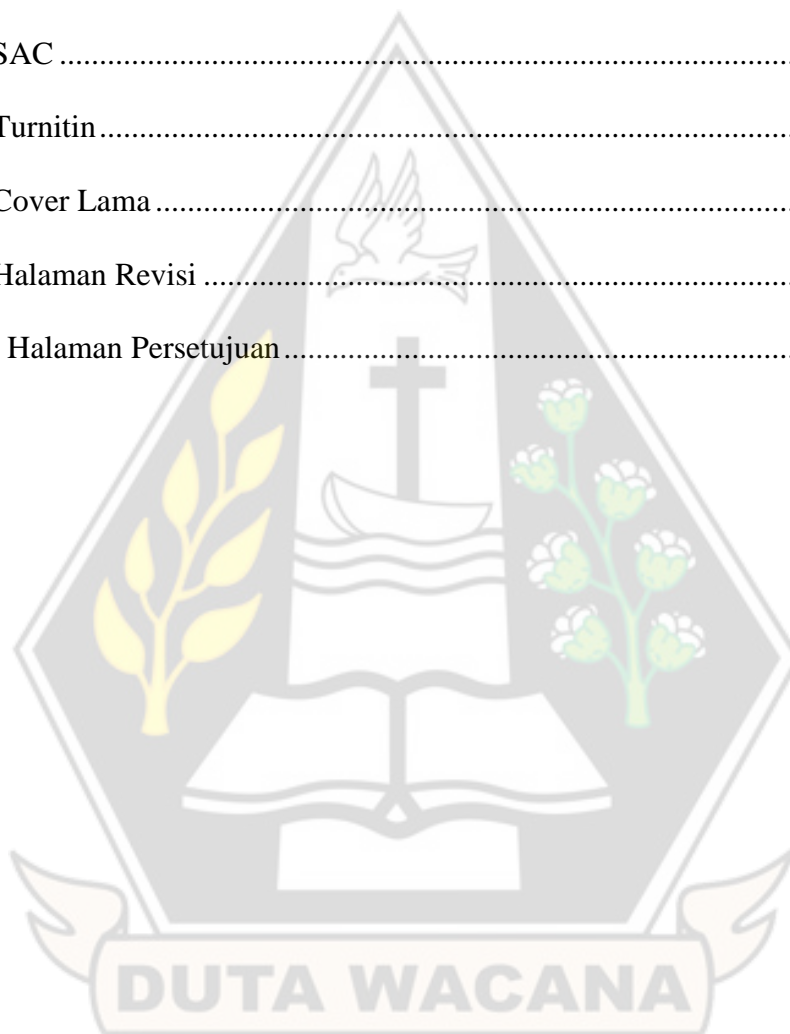 SAC ..........................................................................................
Turnitin.....................................................................................
Cover Lama ..............................................................................
Halaman Revisi ........................................................................
Halaman Persetujuan...............................................................
DUTA WACANA